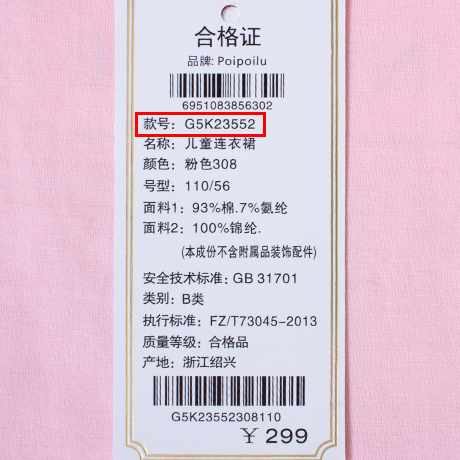 合格证
品牌: Poipoilu
6951083856302
款号: G5K23552
名称: 儿童连衣裙
颜色: 粉色308
号型: 110/56
面料1: 93%棉.7%氨纶
面料2: 100%锦纶.
(本成份不含附属品装饰配件)
安全技术标准: GB 31701
类别: B类
执行标准: FZ/T73045-2013
质量等级: 合格品
产地: 浙江绍兴
G5K23552308110
¥ 299